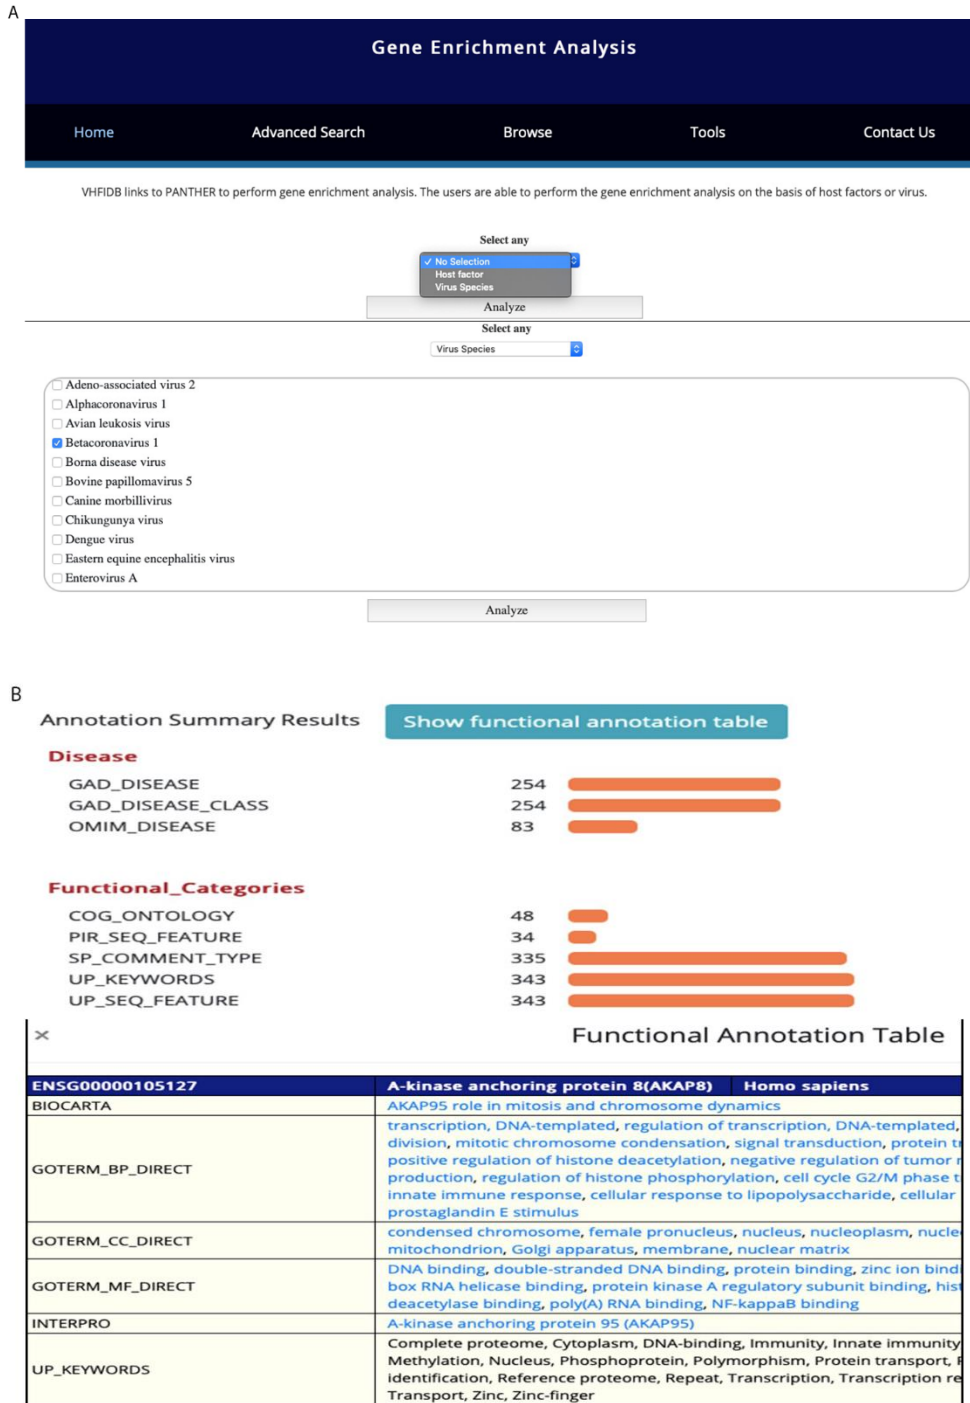 A
Gene Enrichment Analysis
Home Advanced Search Browse Tools Contact Us
VHFIDB links to PANTHER to perform gene enrichment analysis. The users are able to perform the gene enrichment analysis on the basis of host factors or virus.
Select any
✓ No Selection
Host factor
Virus Species
Analyze
Select any
Virus Species
Adeno-associated virus 2
Alphacoronavirus 1
Avian leukosis virus
Betacoronavirus 1
Borna disease virus
Bovine papillomavirus 5
Canine morbillivirus
Chikungunya virus
Dengue virus
Eastern equine encephalitis virus
Enterovirus A
Analyze
B
Annotation Summary Results Show functional annotation table
Disease
GAD_DISEASE 254
GAD_DISEASE_CLASS 254
OMIM_DISEASE 83
Functional_Categories
COG_ONTOLOGY 48
PIR_SEQ_FEATURE 34
SP_COMMENT_TYPE 335
UP_KEYWORDS 343
UP_SEQ_FEATURE 343
× Functional Annotation Table
ENSG00000105127 A-kinase anchoring protein 8(AKAP8) Homo sapiens
BIOCARTA AKAP95 role in mitosis and chromosome dynamics
GOTERM_BP_DIRECT
transcription, DNA-templated, regulation of transcription, DNA-templated,
division, mitotic chromosome condensation, signal transduction, protein
positive regulation of histone deacetylation, negative regulation of tumor
production, regulation of histone phosphorylation, cell cycle G2/M phase
innate immune response, cellular response to lipopolysaccharide, cellular
prostaglandin E stimulus
GOTERM_CC_DIRECT
condensed chromosome, female pronucleus, nucleus, nucleoplasm,
mitochondrion, Golgi apparatus, membrane, nuclear matrix
GOTERM_MF_DIRECT
DNA binding, double-stranded DNA binding, protein binding, zinc ion
box RNA helicase binding, protein kinase A regulatory subunit binding,
deacetylase binding, poly(A) RNA binding, NF-kappaB binding
INTERPRO A-kinase anchoring protein 95 (AKAP95)
UP_KEYWORDS
Complete proteome, Cytoplasm, DNA-binding, Immunity, Innate immunity
Methylation, Nucleus, Phosphoprotein, Polymorphism, Protein transport,
identification, Reference proteome, Repeat, Transcription, Transcription
Transport, Zinc, Zinc-finger